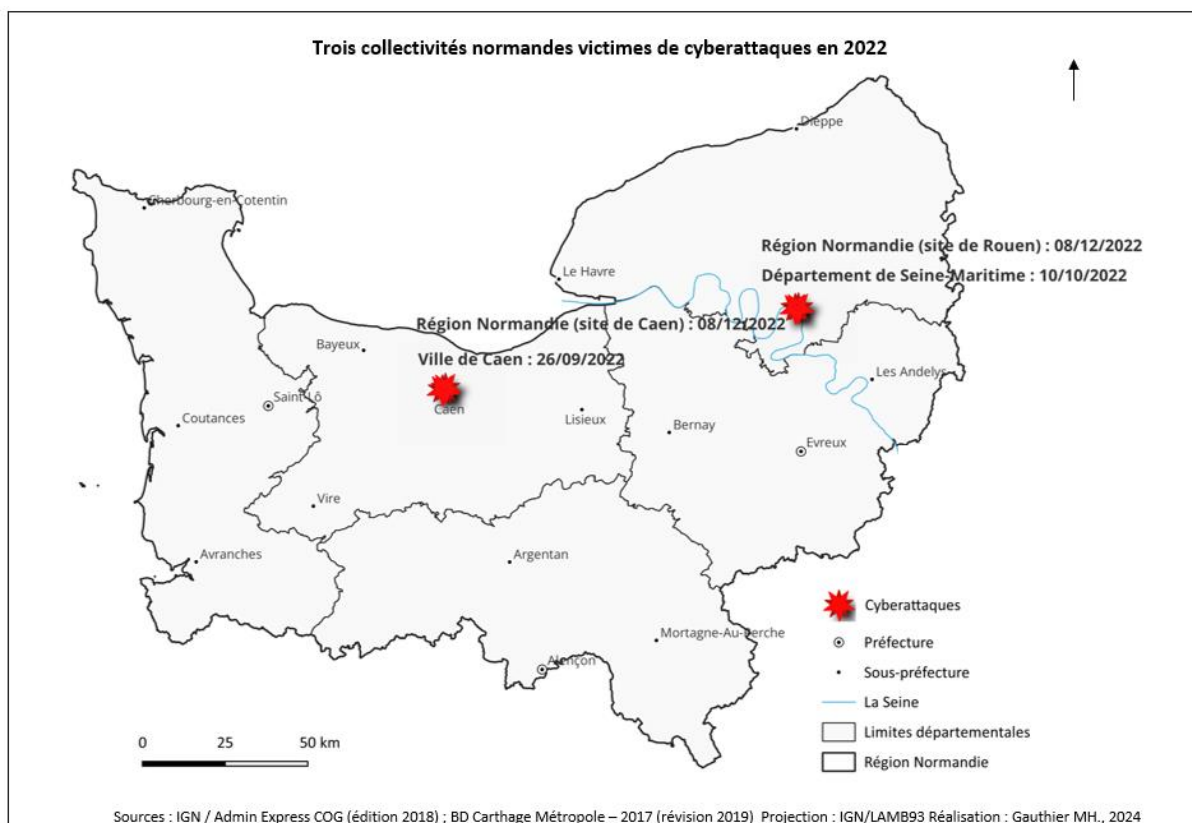 Trois collectivités normandes victimes de cyberattaques en 2022
Dieppe
Cherbourg-en-Cotentin
Région Normandie (site de Rouen) : 08/12/2022
Le Havre
Département de Seine-Maritime : 10/10/2022
Région Normandie (site de Caen) : 08/12/2022
Bayeux
Ville de Caen : 26/09/2022
Les Andelys
Saint-Lô
Caen
Coutances
Lisieux
Bernay
Evreux
Vire
Avranches
Argentan
Mortagne-Au-Perche
Alençon
Cyberattaques
Préfecture
Sous-préfecture
La Seine
Limites départementales
Région Normandie
0 25 50 km
Sources : IGN / Admin Express COG (édition 2018) ; BD Carthage Métropole – 2017 (révision 2019) Projection : IGN/LAMB93 Réalisation : Gauthier MH., 2024